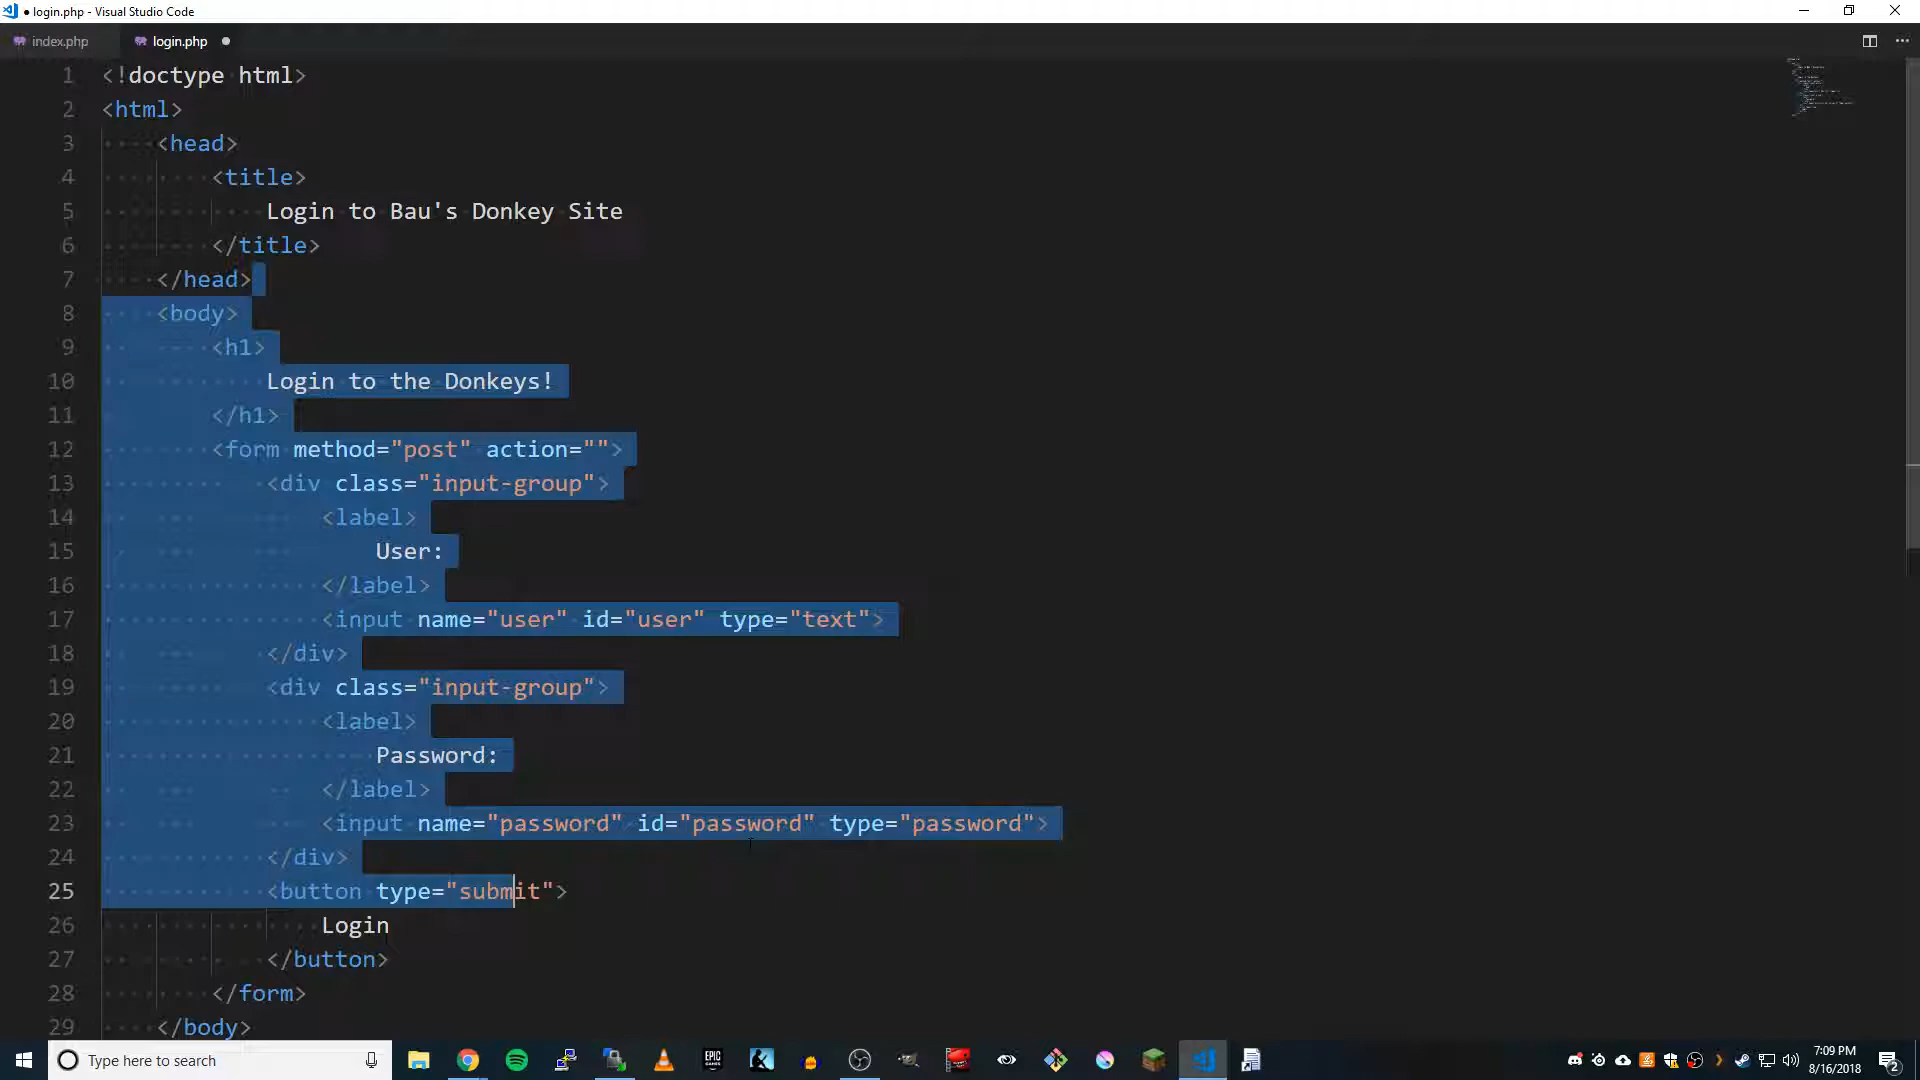 ● login.php - Visual Studio Code
index.php
login.php
1 <!doctype html>
2 <html>
3 <head>
4 <title>
5 Login to Bau's Donkey Site
6 </title>
7 </head>
8 <body>
9 <h1>
10 Login to the Donkeys!
11 </h1>
12 <form method="post" action="">
13 <div class="input-group">
14 <label>
15 User:
16 </label>
17 <input name="user" id="user" type="text">
18 </div>
19 <div class="input-group">
20 <label>
21 Password:
22 </label>
23 <input name="password" id="password" type="password">
24 </div>
25 <button type="submit">
26 Login
27 </button>
28 </form>
29 </body>
Type here to search
EPIC GAMES
7:09 PM
8/16/2018
2